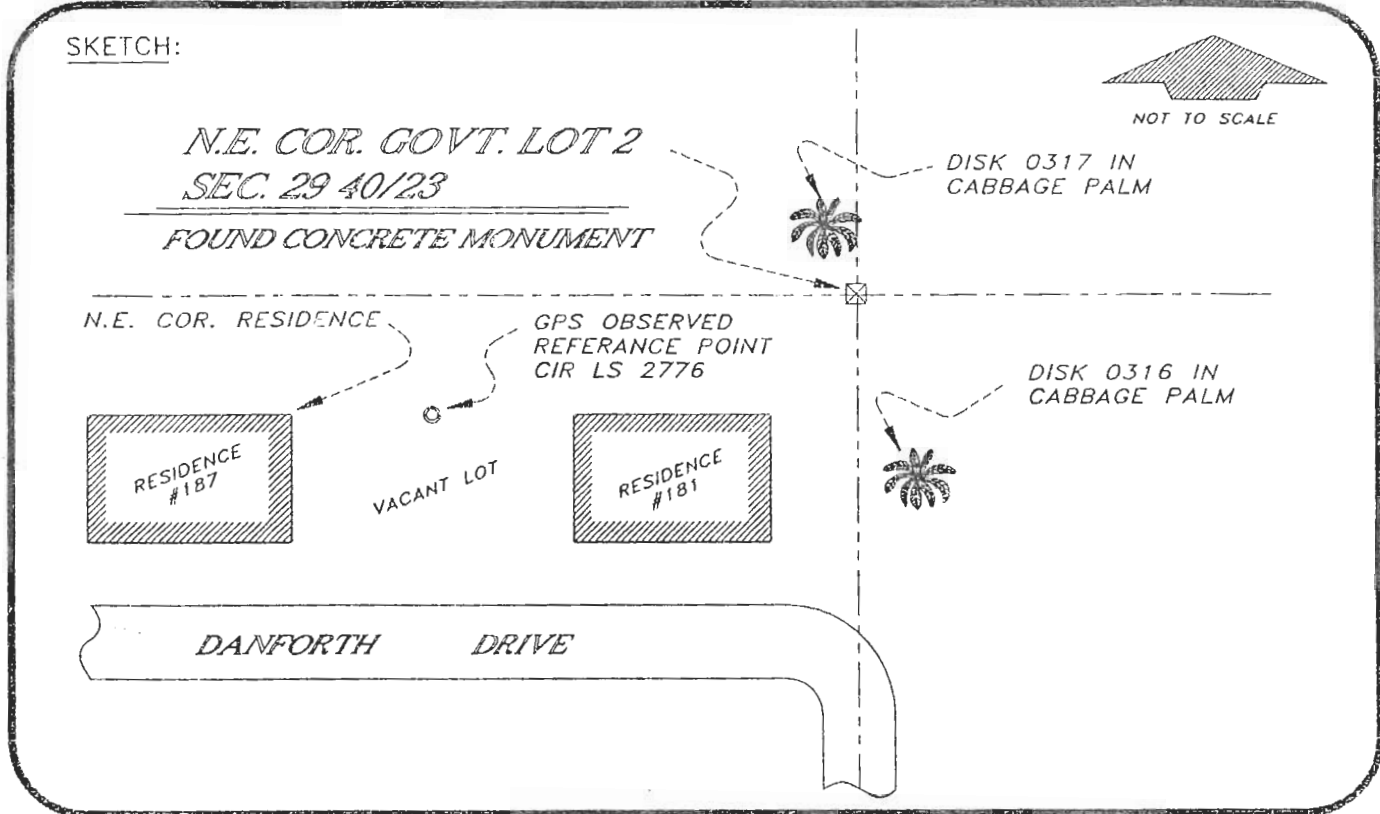 SKETCH:
NOT TO SCALE
N.E. COR. GOVT. LOT 2
SEC. 29 40/23
FOUND CONCRETE MONUMENT
DISK 0317 IN
CABBAGE PALM
N.E. COR. RESIDENCE
GPS OBSERVED
REFERANCE POINT
CIR LS 2776
DISK 0316 IN
CABBAGE PALM
RESIDENCE
#187
VACANT LOT
RESIDENCE
#181
DANFORTH DRIVE